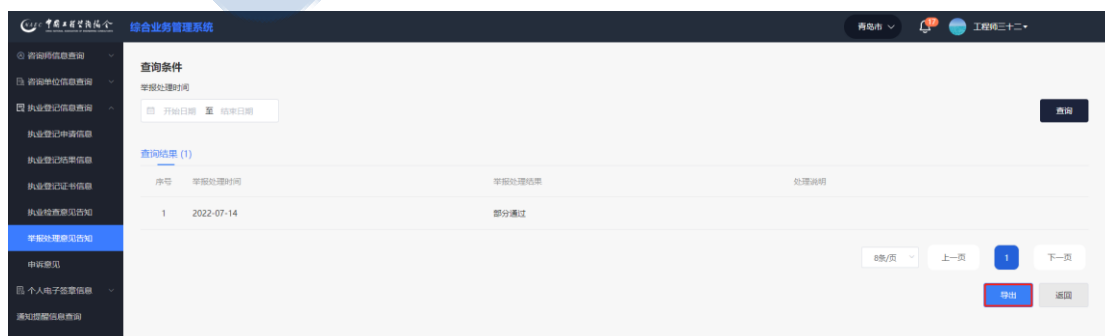 中国工程咨询协会
综合业务管理系统
青岛市
12
工程师三十二
咨询师信息查询
咨询单位信息查询
执业登记信息查询
执业登记申请信息
执业登记结果信息
执业登记证书信息
执业检查意见告知
举报处理意见告知
申诉意见
个人电子签章信息
通知提醒信息查询
查询条件
举报处理时间
开始日期 至 结束日期
查询
查询结果 (1)
序号 举报处理时间 举报处理结果 处理说明
1 2022-07-14 部分通过
8条/页 上一页 1 下一页
导出 返回